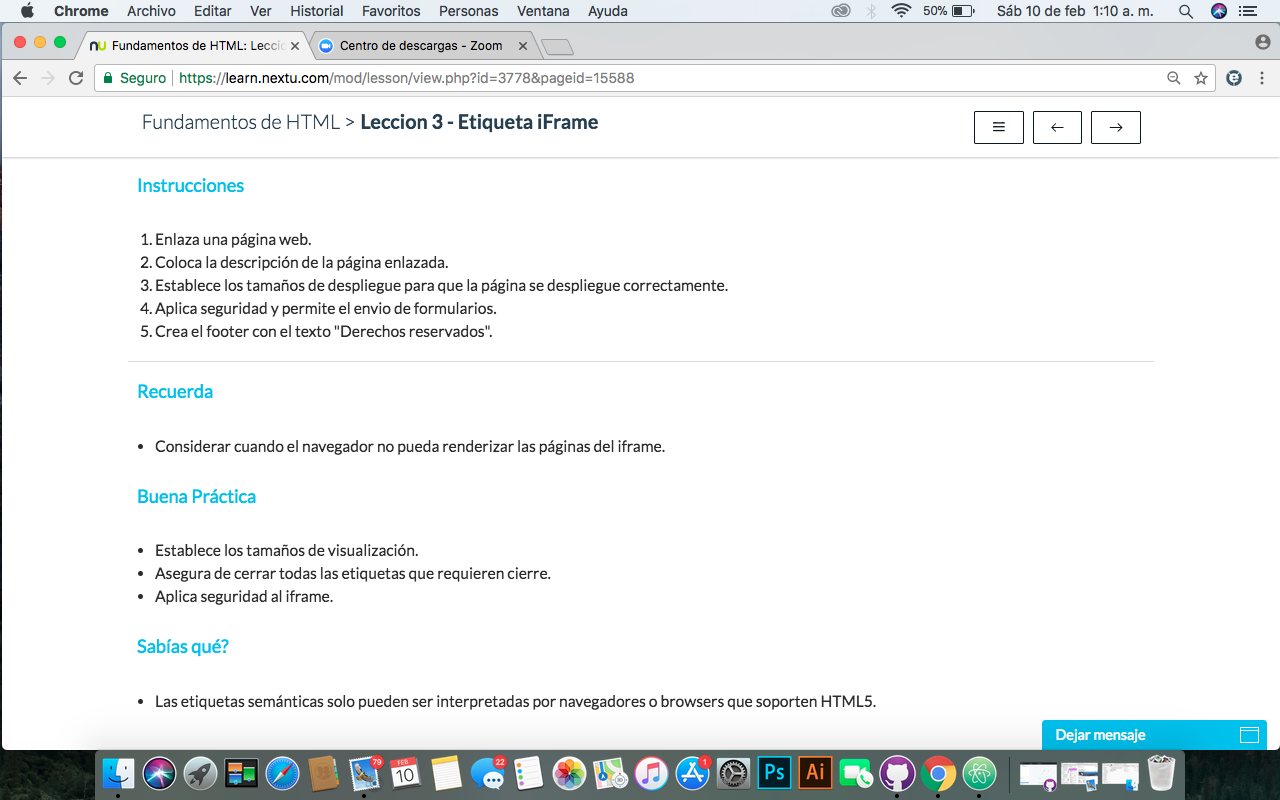 Chrome Archivo Editar Ver Historial Favoritos Personas Ventana Ayuda 50% Sáb 10 de feb 1:10 a. m.
nu Fundamentos de HTML: Lecci Centro de descargas - Zoom
Seguro https://learn.nextu.com/mod/lesson/view.php?id=3778&pageid=15588
Fundamentos de HTML > Leccion 3 - Etiqueta iFrame
Instrucciones
1. Enlaza una página web.
2. Coloca la descripción de la página enlazada.
3. Establece los tamaños de despliegue para que la página se despliegue correctamente.
4. Aplica seguridad y permite el envio de formularios.
5. Crea el footer con el texto "Derechos reservados".
Recuerda
• Considerar cuando el navegador no pueda renderizar las páginas del iframe.
Buena Práctica
• Establece los tamaños de visualización.
• Asegura de cerrar todas las etiquetas que requieren cierre.
• Aplica seguridad al iframe.
Sabías qué?
• Las etiquetas semánticas solo pueden ser interpretadas por navegadores o browsers que soporten HTML5.
Dejar mensaje
79 FEB 10 22 1 Ps Ai